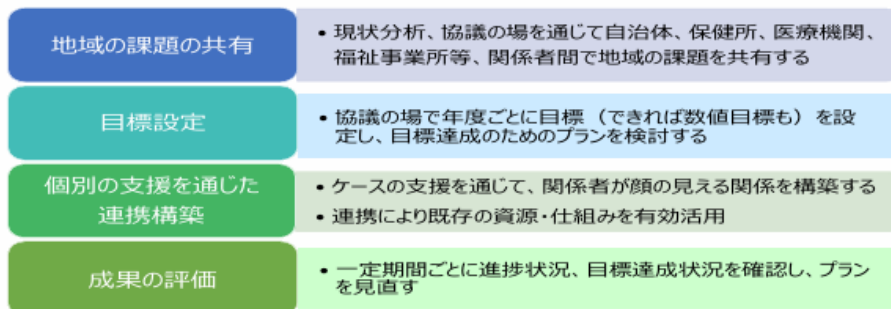 地域の課題の共有
・現状分析、協議の場を通じて自治体、保健所、医療機関、
福祉事業所等、関係者間で地域の課題を共有する
目標設定
・協議の場で年度ごとに目標（できれば数値目標も）を設
定し、目標達成のためのプランを検討する
個別の支援を通じた
連携構築
・ケースの支援を通じて、関係者が顔の見える関係を構築する
・連携により既存の資源・仕組みを有効活用
成果の評価
・一定期間ごとに進捗状況、目標達成状況を確認し、プラン
を見直す